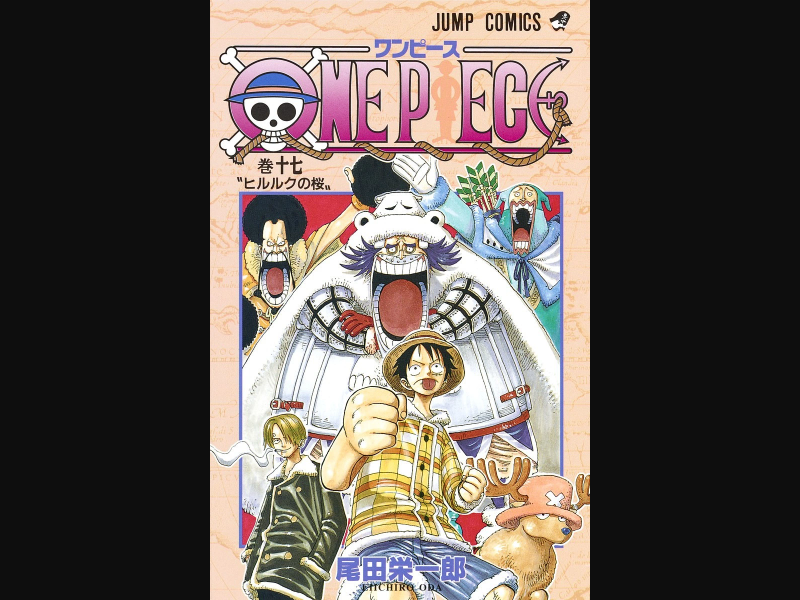 JUMP COMICS
ワンピース
ONE PIECE
巻十七
〝ヒルルクの桜〟
尾田栄一郎
EIICHIRO ODA